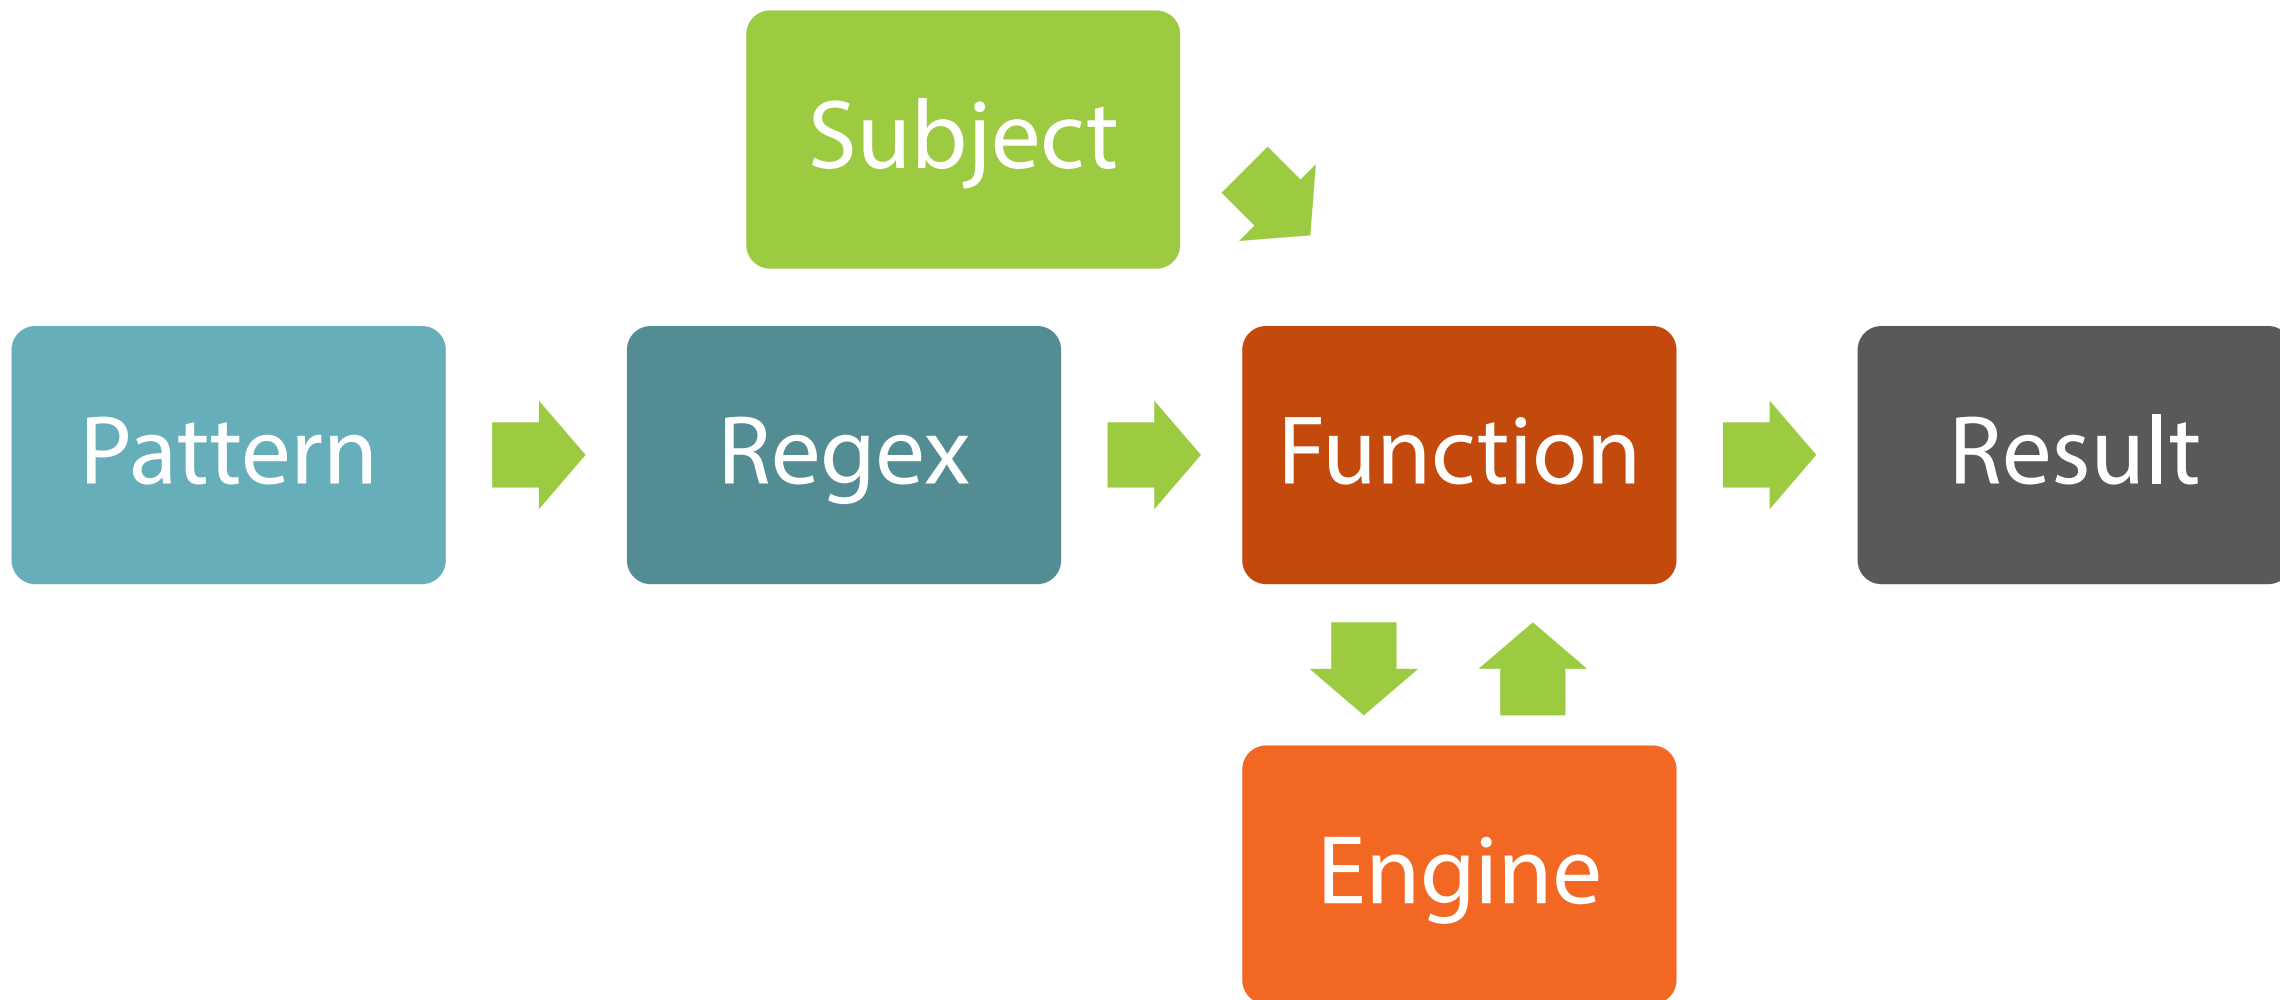 Subject
Pattern
Regex
Function
Result
Engine